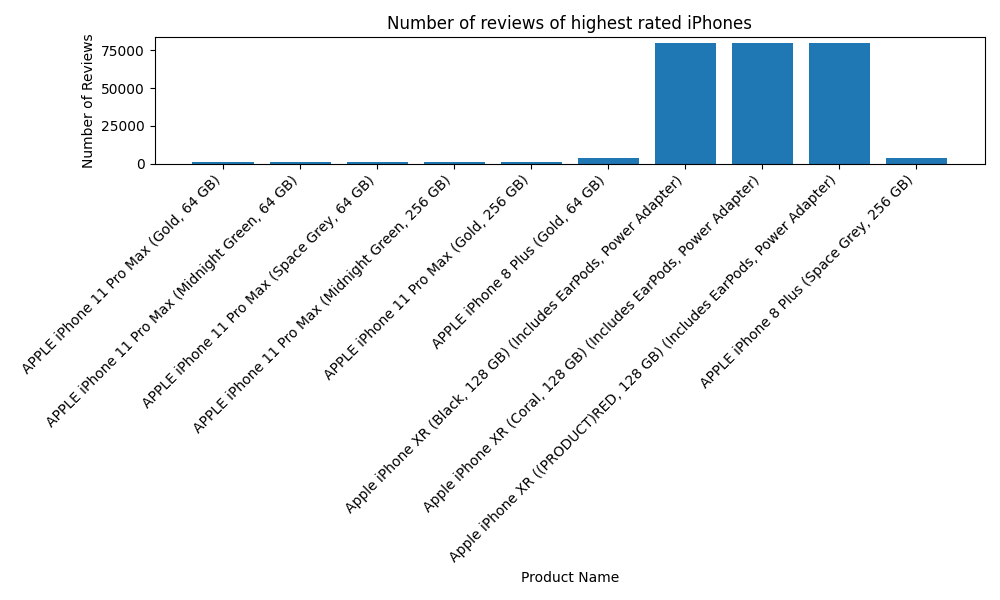 Number of reviews of highest rated iPhones
Number of Reviews
75000
50000
25000
0
APPLE iPhone 11 Pro Max (Gold, 64 GB)
APPLE iPhone 11 Pro Max (Midnight Green, 64 GB)
APPLE iPhone 11 Pro Max (Space Grey, 64 GB)
APPLE iPhone 11 Pro Max (Midnight Green, 256 GB)
APPLE iPhone 11 Pro Max (Gold, 256 GB)
APPLE iPhone 8 Plus (Gold, 64 GB)
Apple iPhone XR (Black, 128 GB) (Includes EarPods, Power Adapter)
Apple iPhone XR (Coral, 128 GB) (Includes EarPods, Power Adapter)
Apple iPhone XR ((PRODUCT)RED, 128 GB) (Includes EarPods, Power Adapter)
APPLE iPhone 8 Plus (Space Grey, 256 GB)
Product Name